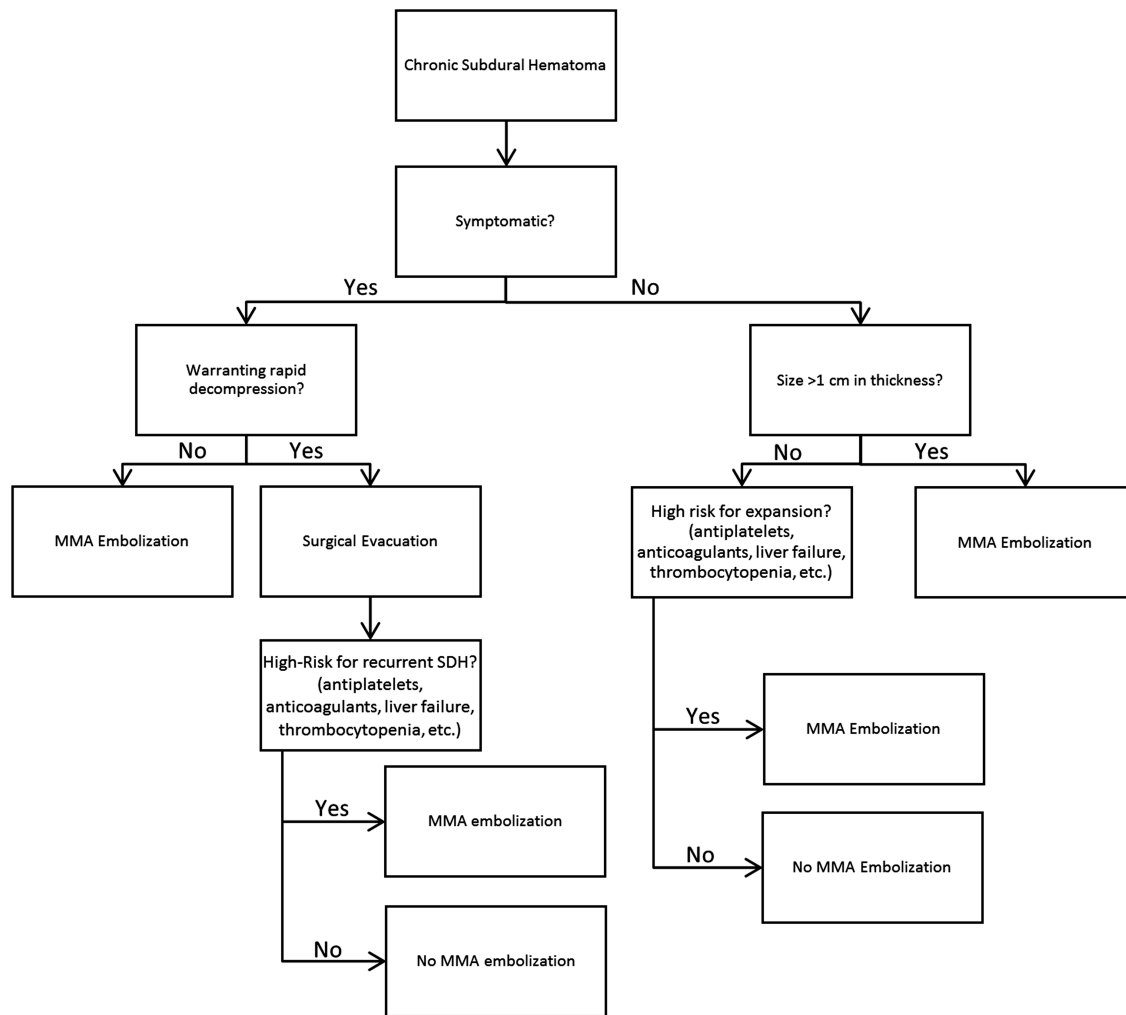 Chronic Subdural Hematoma
Symptomatic?
Yes
No
Warranting rapid
decompression?
Size >1 cm in thickness?
No
Yes
No
Yes
MMA Embolization
Surgical Evacuation
High risk for expansion?
(antiplatelets,
anticoagulants, liver failure,
thrombocytopenia, etc.)
MMA Embolization
High-Risk for recurrent SDH?
(antiplatelets,
anticoagulants, liver failure,
thrombocytopenia, etc.)
Yes
MMA Embolization
Yes
MMA embolization
No
No MMA Embolization
No
No MMA embolization